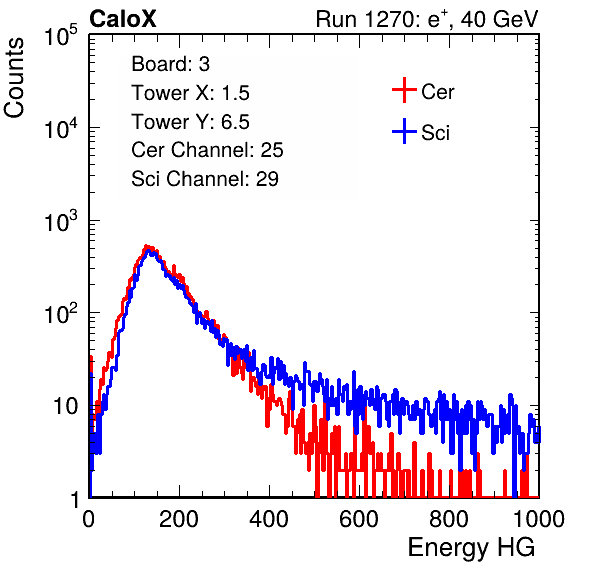 CaloX Run 1270: e⁺, 40 GeV
Counts
10⁵
10⁴
10³
10²
10
1
Board: 3
Tower X: 1.5
Tower Y: 6.5
Cer Channel: 25
Sci Channel: 29
Cer
Sci
0 200 400 600 800 1000
Energy HG